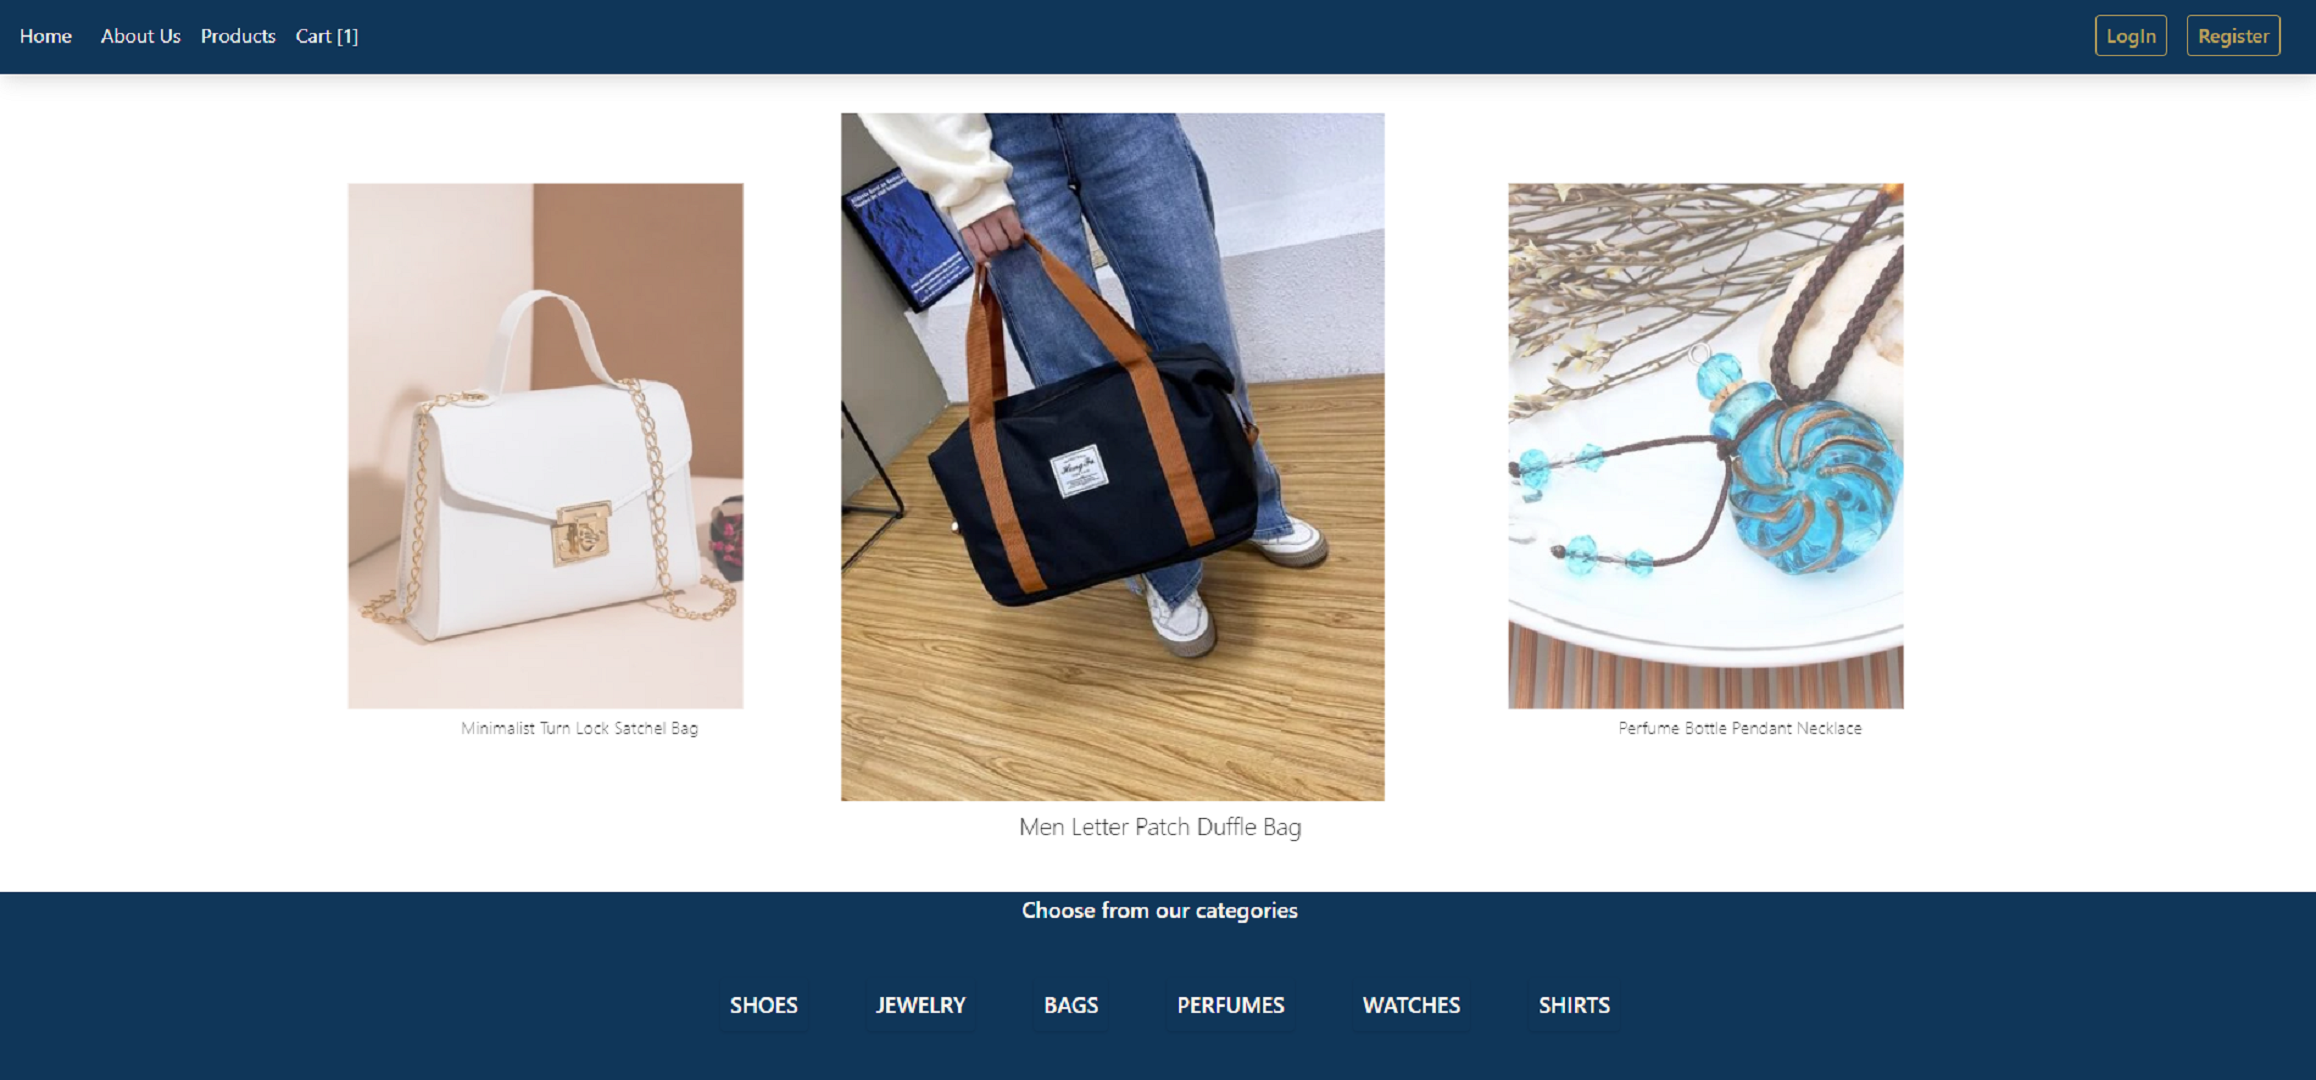 Home About Us Products Cart [1] LogIn Register
Minimalist Turn Lock Satchel Bag
Men Letter Patch Duffle Bag
Perfume Bottle Pendant Necklace
Choose from our categories
SHOES JEWELRY BAGS PERFUMES WATCHES SHIRTS